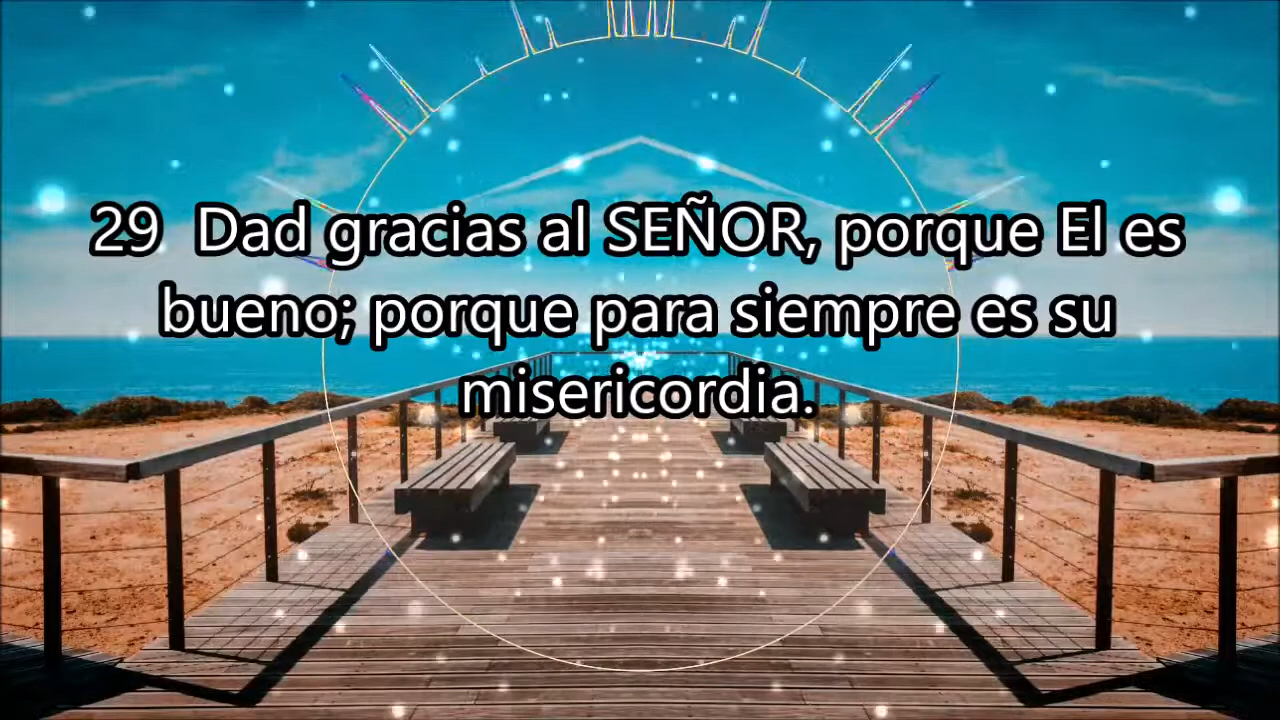 29 Dad gracias al SEÑOR, porque El es
bueno; porque para siempre es su
misericordia.